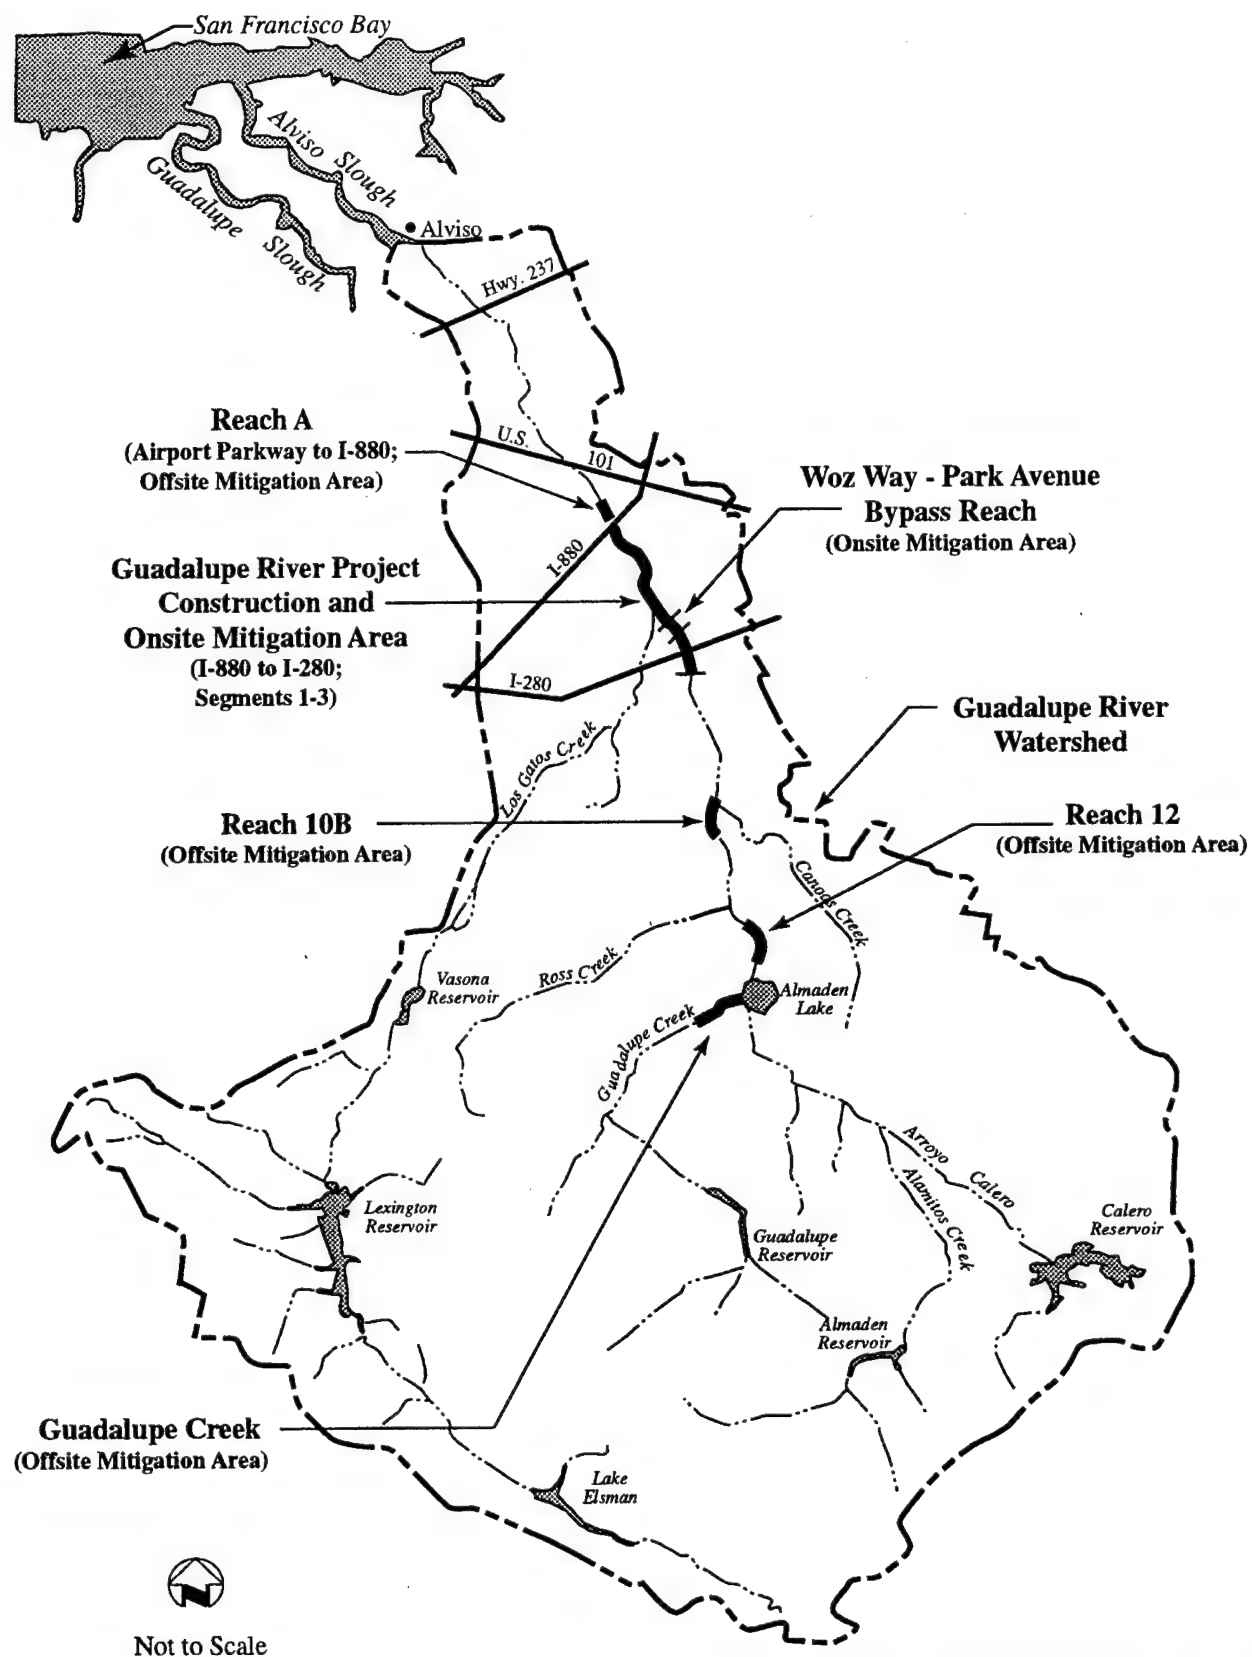 San Francisco Bay
Alviso Slough
Guadalupe Slough
Alviso
Hwy. 237
Reach A
(Airport Parkway to I-880;
Offsite Mitigation Area)
U.S.
101
Woz Way - Park Avenue
Bypass Reach
(Onsite Mitigation Area)
I-880
Guadalupe River Project
Construction and
Onsite Mitigation Area
(I-880 to I-280;
Segments 1-3)
I-280
Guadalupe River
Watershed
Los Gatos Creek
Reach 10B
(Offsite Mitigation Area)
Reach 12
(Offsite Mitigation Area)
Canoas Creek
Ross Creek
Vasona
Reservoir
Almaden
Lake
Guadalupe Creek
Arroyo Calero
Alamitos Creek
Lexington
Reservoir
Calero
Reservoir
Guadalupe
Reservoir
Almaden
Reservoir
Guadalupe Creek
(Offsite Mitigation Area)
Lake
Elsman
N
Not to Scale